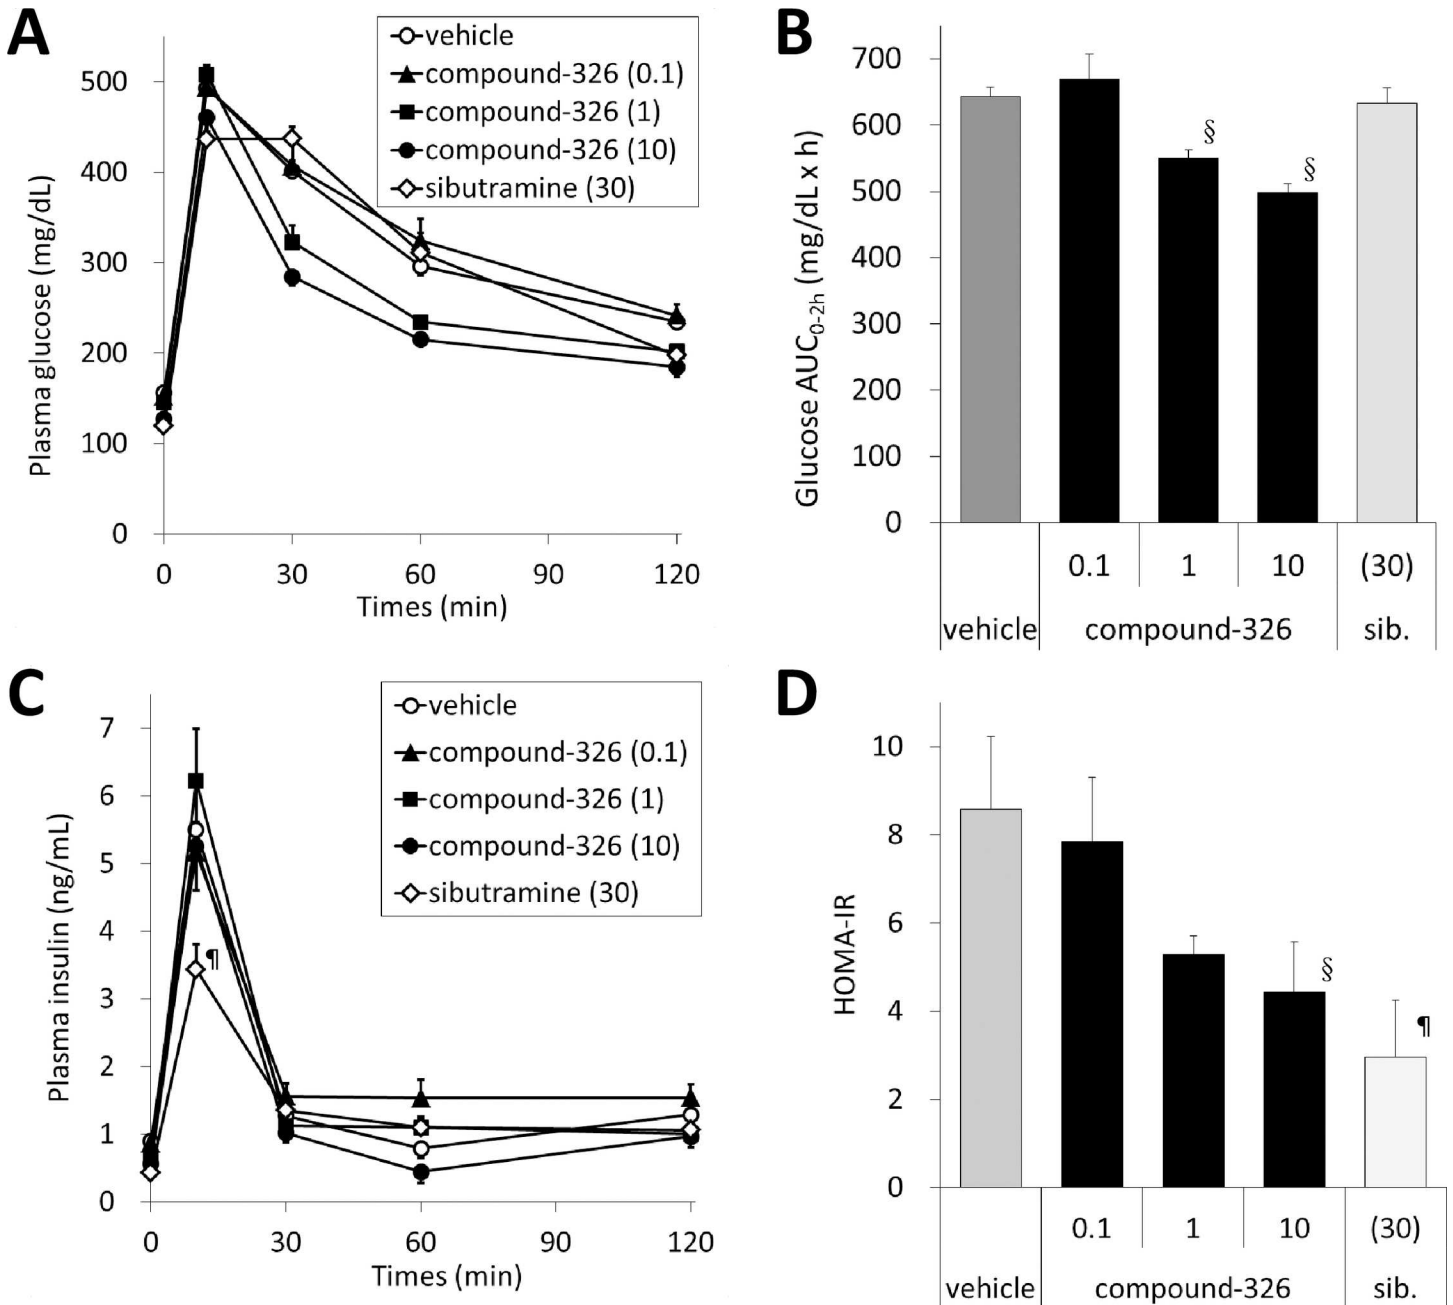 A
vehicle
compound-326 (0.1)
compound-326 (1)
compound-326 (10)
sibutramine (30)
Plasma glucose (mg/dL)
500
400
300
200
100
0
0 30 60 90 120
Times (min)
B
Glucose AUC0-2h (mg/dL x h)
700
600
500
400
300
200
100
0
§
§
0.1 1 10 (30)
vehicle compound-326 sib.
C
vehicle
compound-326 (0.1)
compound-326 (1)
compound-326 (10)
sibutramine (30)
Plasma insulin (ng/mL)
7
6
5
4
3
2
1
0
¶
0 30 60 90 120
Times (min)
D
HOMA-IR
10
8
6
4
2
0
§
¶
0.1 1 10 (30)
vehicle compound-326 sib.